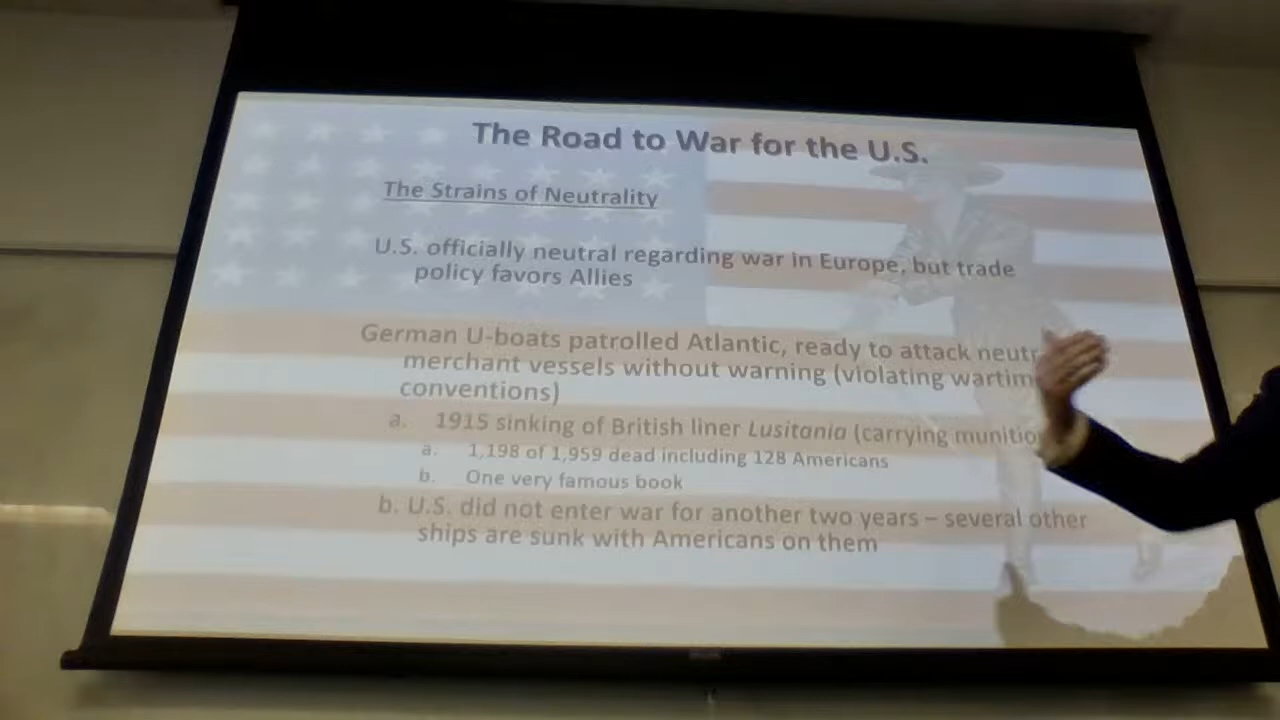 The Road to War for the U.S.
The Strains of Neutrality
U.S. officially neutral regarding war in Europe, but trade
policy favors Allies
German U-boats patrolled Atlantic, ready to attack
merchant vessels without warning (violating
conventions)
a. 1915 sinking of British liner Lusitania (carrying
a. 1,198 of 1,959 dead including 128 Americans
b. One very famous book
b. U.S. did not enter war for another two years – several other
ships are sunk with Americans on them